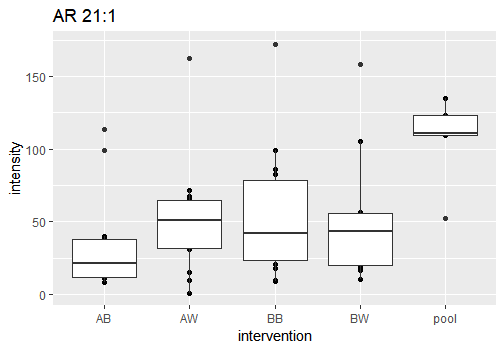 AR 21:1
intensity
150
100
50
0
AB AW BB BW pool
intervention